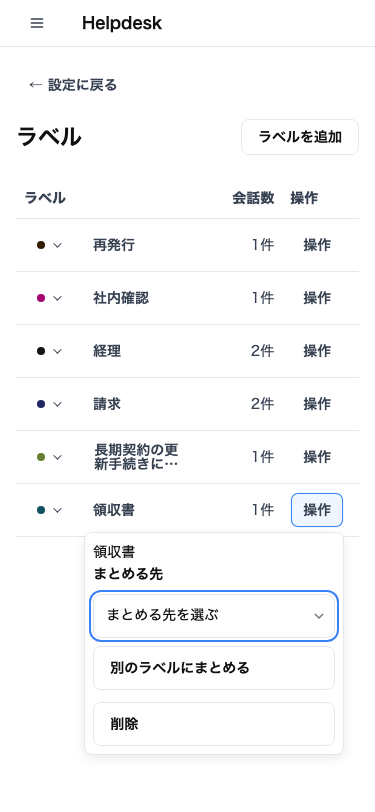 Helpdesk
← 設定に戻る
ラベル
ラベルを追加
ラベル 会話数 操作
再発行 1件 操作
社内確認 1件 操作
経理 2件 操作
請求 2件 操作
長期契約の更
新手続きに… 1件 操作
領収書 1件 操作
領収書
まとめる先
まとめる先を選ぶ
別のラベルにまとめる
削除